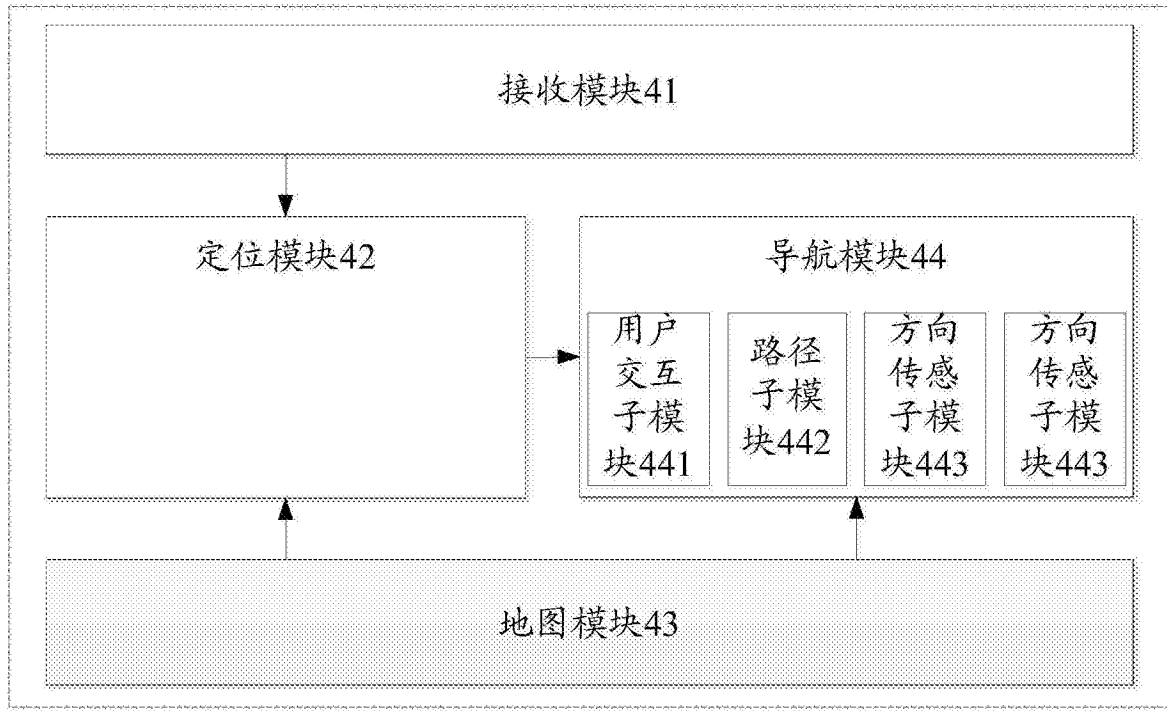 接收模块41
定位模块42
导航模块44
用户
交互
子模
块441
路径
子模
块442
方向
传感
子模
块443
方向
传感
子模
块443
地图模块43